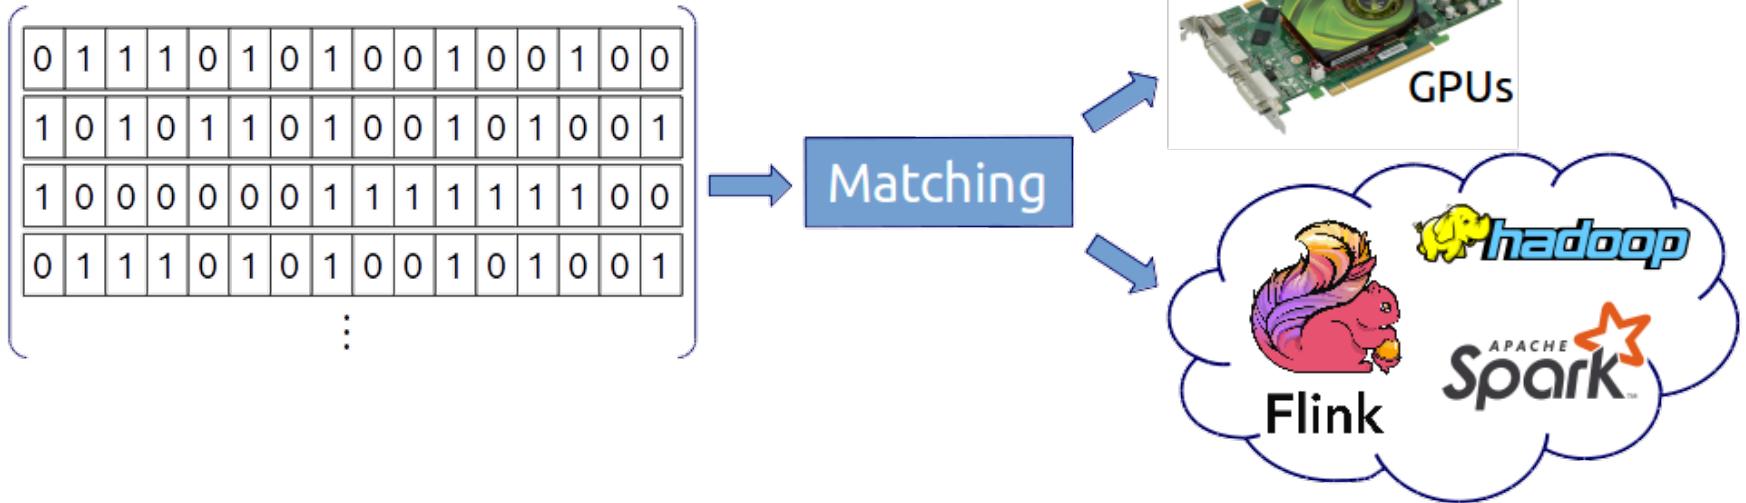 0 1 1 1 0 1 0 1 0 0 1 0 0 1 0 0
1 0 1 0 1 1 0 1 0 0 1 0 1 0 0 1
1 0 0 0 0 0 0 1 1 1 1 1 1 1 0 0
0 1 1 1 0 1 0 1 0 0 1 0 1 0 0 1
⋮
Matching
GPUs
hadoop
APACHE
Spark™
Flink